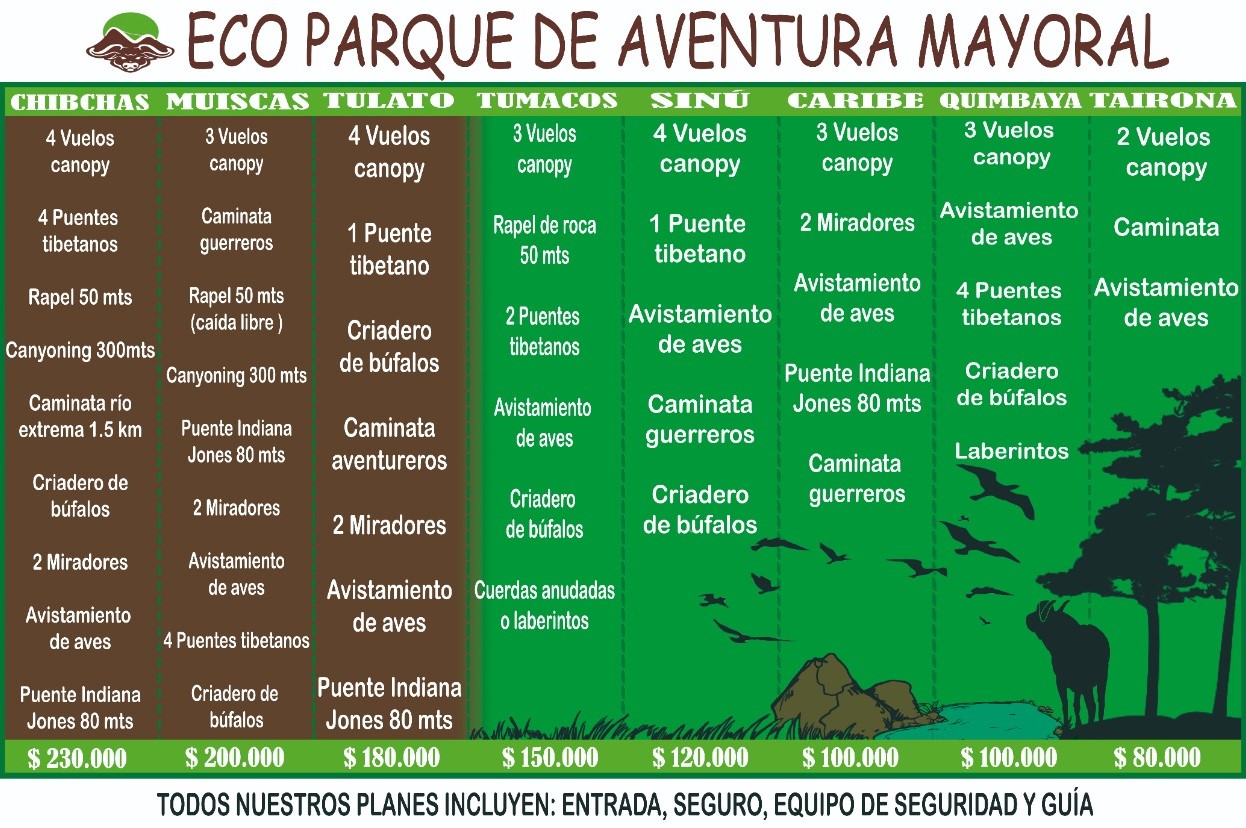 ECO PARQUE DE AVENTURA MAYORAL
CHIBCHAS
4 Vuelos
canopy
4 Puentes
tibetanos
Rapel 50 mts
Canyoning 300mts
Caminata río
extrema 1.5 km
Criadero de
búfalos
2 Miradores
Avistamiento
de aves
Puente Indiana
Jones 80 mts
$ 230.000
MUISCAS
3 Vuelos
canopy
Caminata
guerreros
Rapel 50 mts
(caída libre )
Canyoning 300 mts
Puente Indiana
Jones 80 mts
2 Miradores
Avistamiento
de aves
4 Puentes tibetanos
Criadero de
búfalos
$ 200.000
TULATO
4 Vuelos
canopy
1 Puente
tibetano
Criadero
de búfalos
Caminata
aventureros
2 Miradores
Avistamiento
de aves
Puente Indiana
Jones 80 mts
$ 180.000
TUMACOS
3 Vuelos
canopy
Rapel de roca
50 mts
2 Puentes
tibetanos
Avistamiento
de aves
Criadero
de búfalos
Cuerdas anudadas
o laberintos
$ 150.000
SINÚ
4 Vuelos
canopy
1 Puente
tibetano
Avistamiento
de aves
Caminata
guerreros
Criadero
de búfalos
$ 120.000
CARIBE
3 Vuelos
canopy
2 Miradores
Avistamiento
de aves
Puente Indiana
Jones 80 mts
Caminata
guerreros
$ 100.000
QUIMBAYA
3 Vuelos
canopy
Avistamiento
de aves
4 Puentes
tibetanos
Criadero
de búfalos
Laberintos
$ 100.000
TAIRONA
2 Vuelos
canopy
Caminata
Avistamiento
de aves
$ 80.000
TODOS NUESTROS PLANES INCLUYEN: ENTRADA, SEGURO, EQUIPO DE SEGURIDAD Y GUÍA